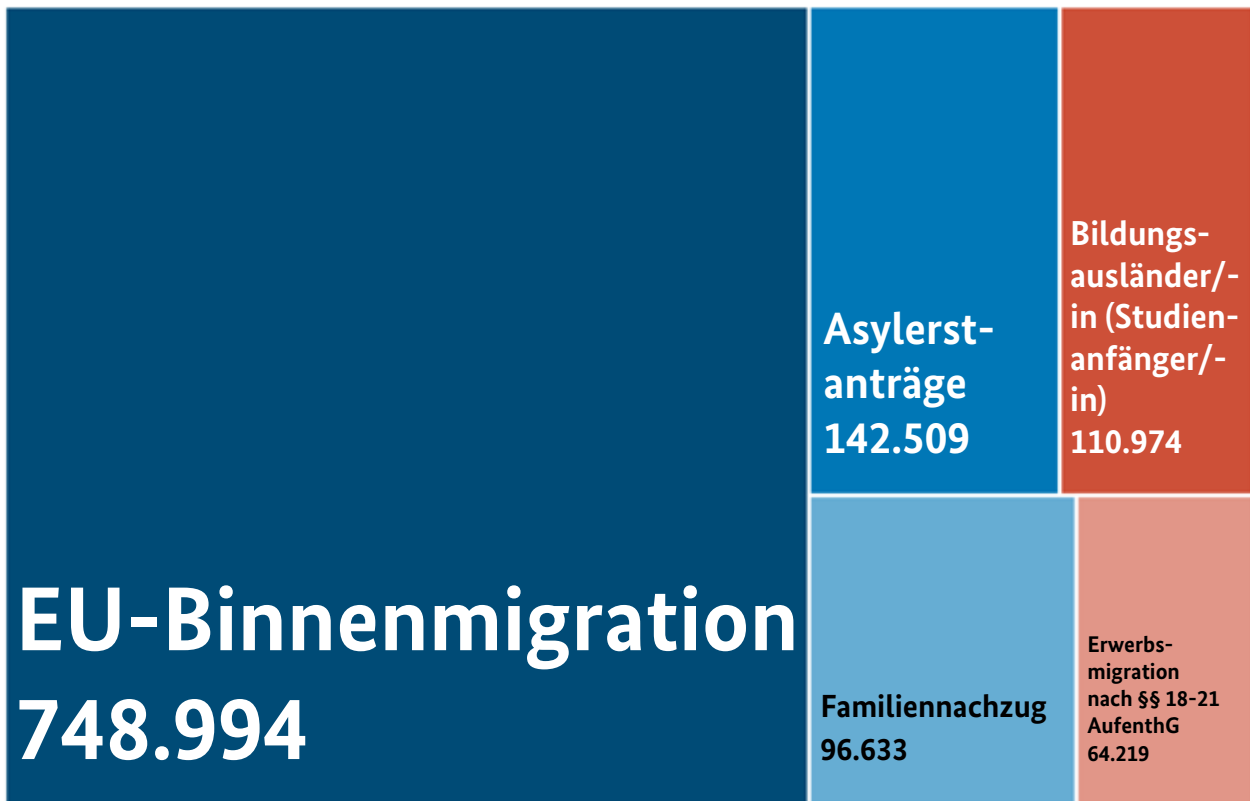 EU-Binnenmigration
748.994
Asylerst-
anträge
142.509
Bildungs-
ausländer/-
in (Studien-
anfänger/-
in)
110.974
Familiennachzug
96.633
Erwerbs-
migration
nach §§ 18-21
AufenthG
64.219